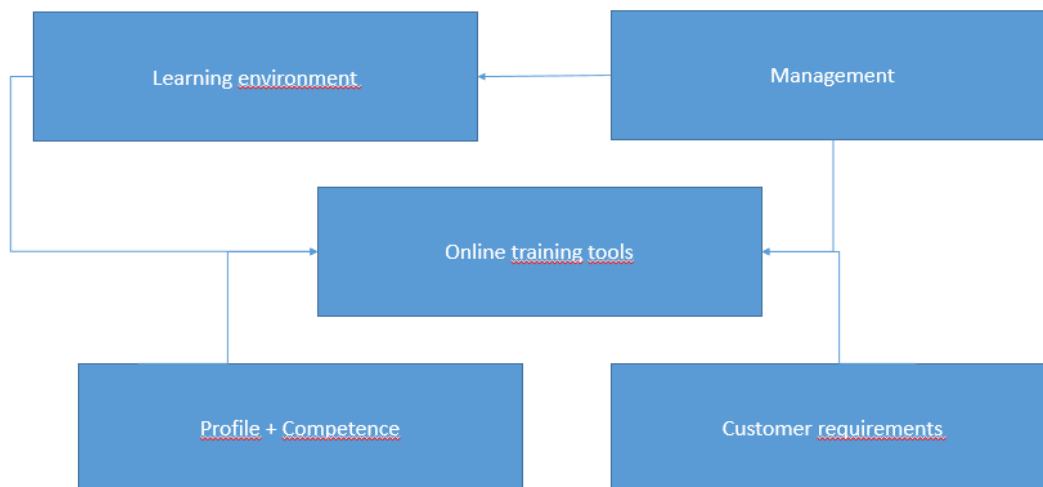 Learning environment
Management
Online training tools
Profile + Competence
Customer requirements